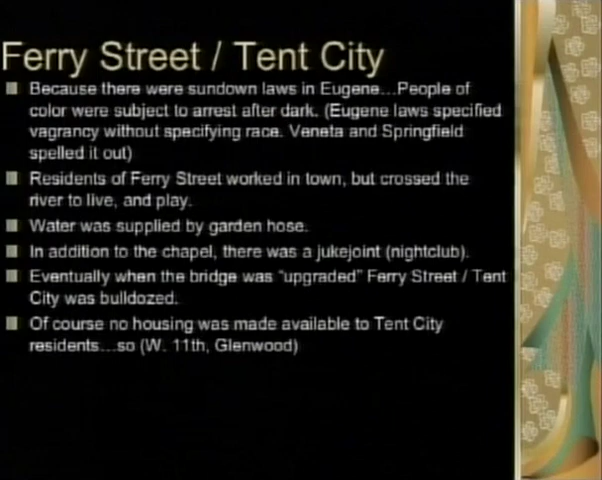 Ferry Street / Tent City
Because there were sundown laws in Eugene...People of
color were subject to arrest after dark. (Eugene laws specified
vagrancy without specifying race. Veneta and Springfield
spelled it out)
Residents of Ferry Street worked in town, but crossed the
river to live, and play.
Water was supplied by garden hose.
In addition to the chapel, there was a jukejoint (nightclub).
Eventually when the bridge was "upgraded" Ferry Street / Tent
City was bulldozed.
Of course no housing was made available to Tent City
residents...so (W. 11th, Glenwood)